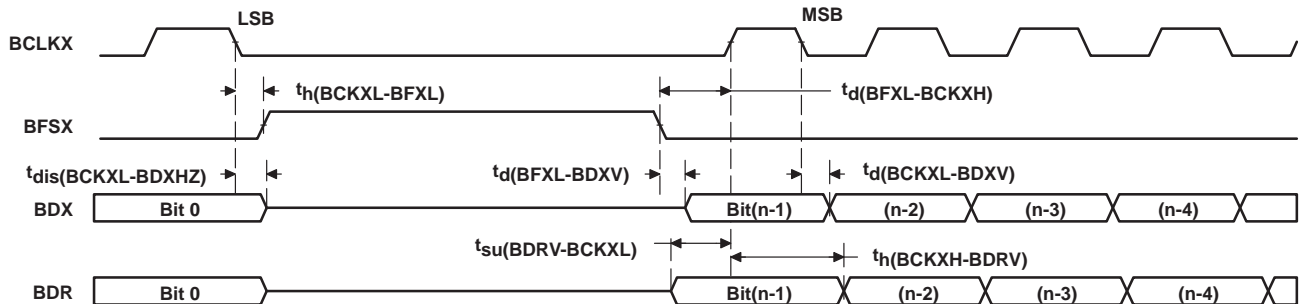 LSB
MSB
BCLKX
th(BCKXL-BFXL)
td(BFXL-BCKXH)
BFSX
tdis(BCKXL-BDXHZ)
td(BFXL-BDXV)
td(BCKXL-BDXV)
BDX Bit 0 Bit(n-1) (n-2) (n-3) (n-4)
tsu(BDRV-BCKXL)
th(BCKXH-BDRV)
BDR Bit 0 Bit(n-1) (n-2) (n-3) (n-4)